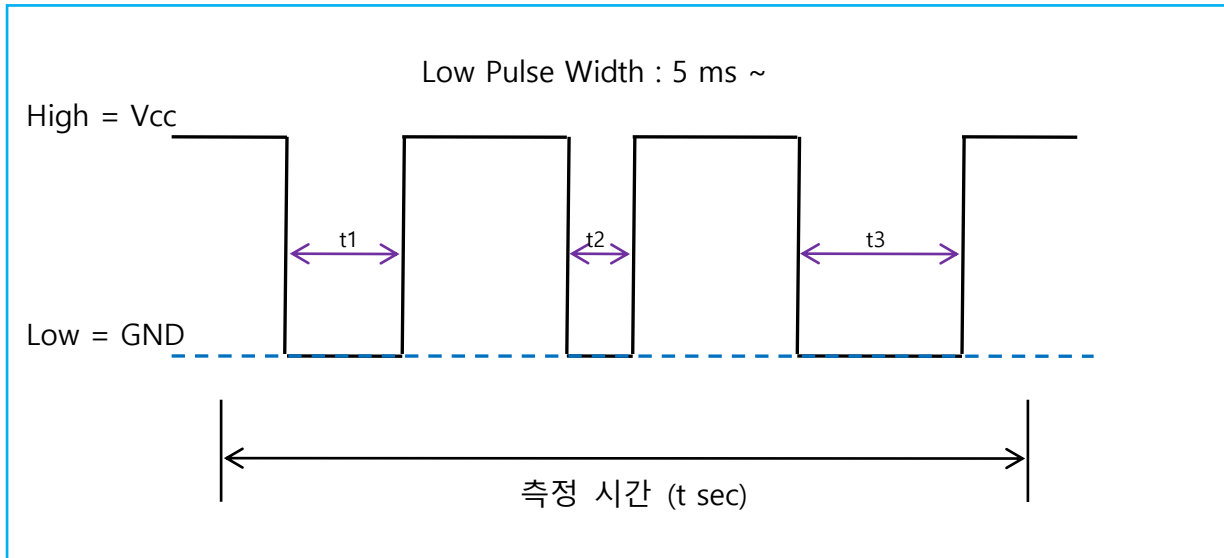 Low Pulse Width : 5 ms ~
High = Vcc
t1
t2
t3
Low = GND
측정 시간 (t sec)